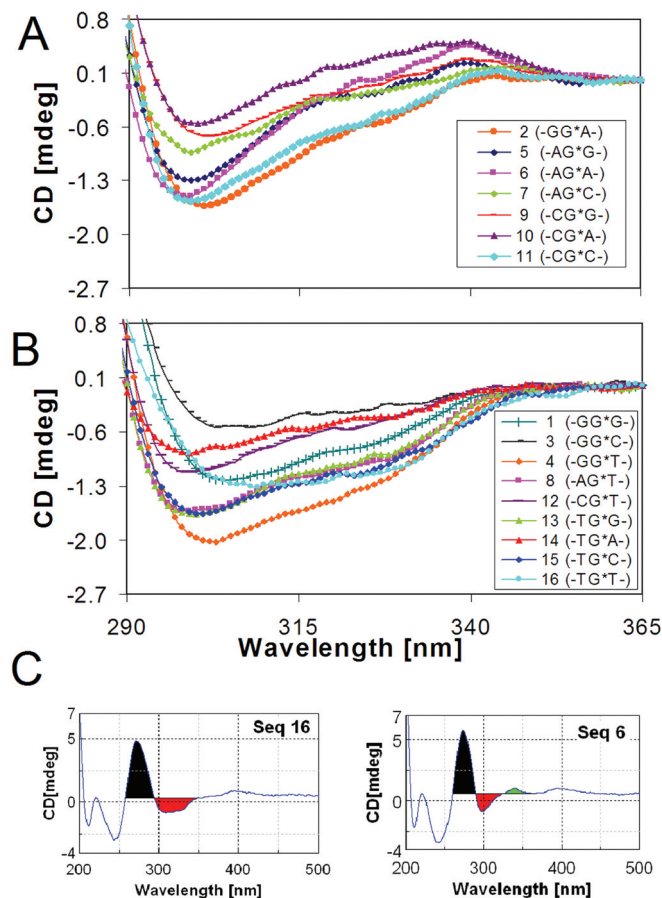 A
0.8
0.1
-0.6
-1.3
-2.0
-2.7
CD [mdeg]
2 (-GG*A-)
5 (-AG*G-)
6 (-AG*A-)
7 (-AG*C-)
9 (-CG*G-)
10 (-CG*A-)
11 (-CG*C-)
B
0.8
0.1
-0.6
-1.3
-2.0
-2.7
CD [mdeg]
1 (-GG*G-)
3 (-GG*C-)
4 (-GG*T-)
8 (-AG*T-)
12 (-CG*T-)
13 (-TG*G-)
14 (-TG*A-)
15 (-TG*C-)
16 (-TG*T-)
290 315 340 365
Wavelength [nm]
C
7
5
0
-4
CD[mdeg]
Seq 16
200 300 400 500
Wavelength [nm]
7
5
0
-4
CD[mdeg]
Seq 6
200 300 400 500
Wavelength [nm]